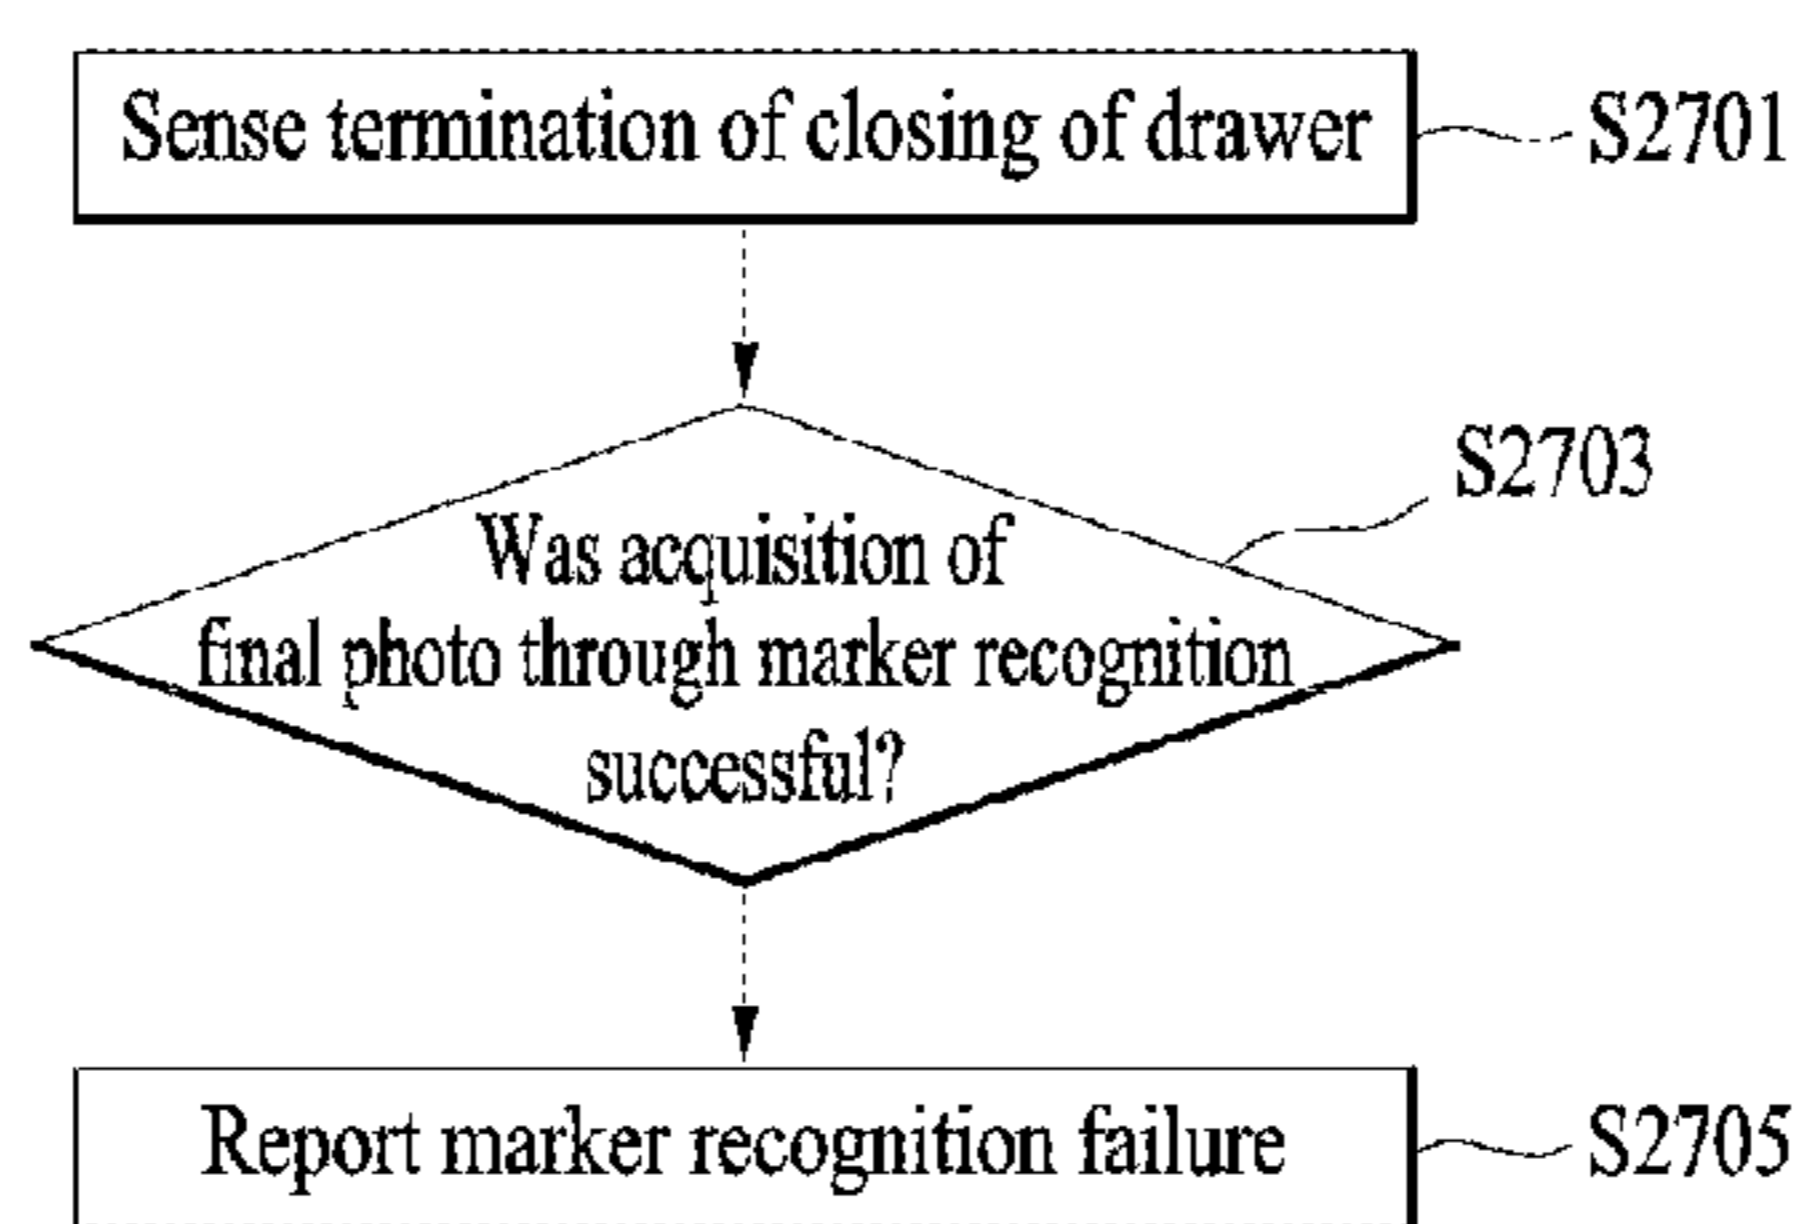 Sense termination of closing of drawer
S2701
S2703
Was acquisition of
final photo through marker recognition
successful?
Report marker recognition failure
S2705